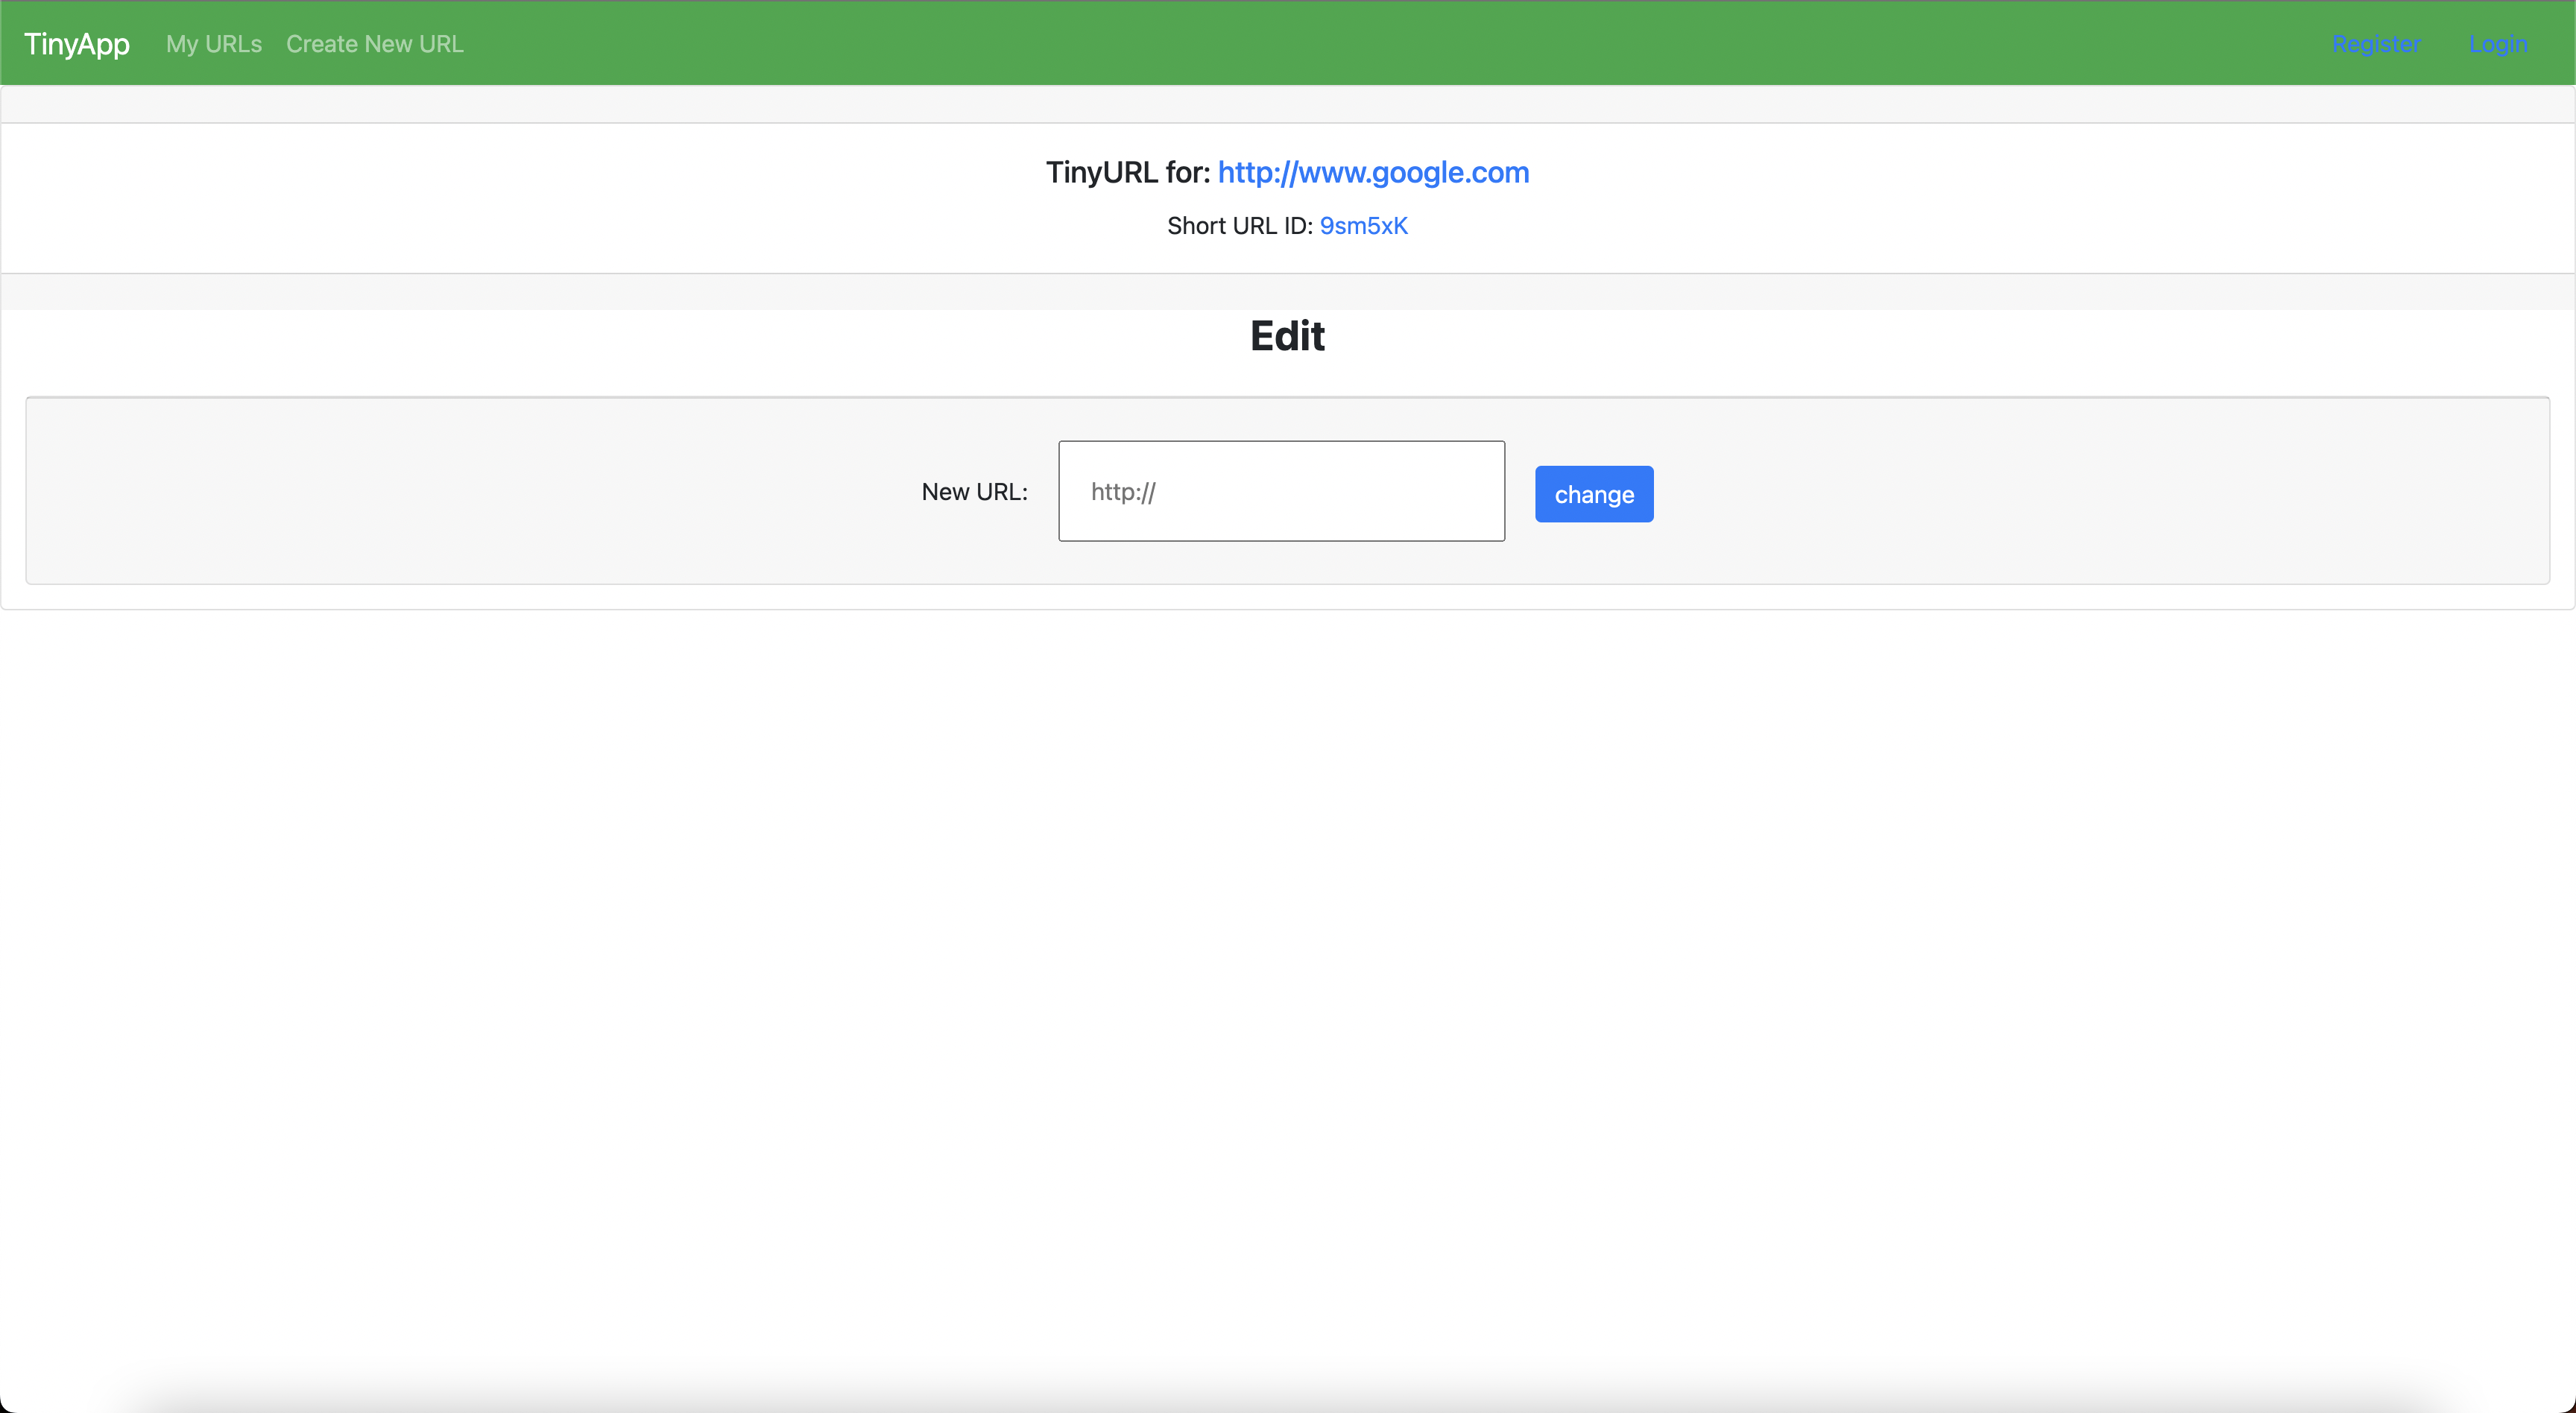 TinyApp My URLs Create New URL Register Login
TinyURL for: http://www.google.com
Short URL ID: 9sm5xK
Edit
New URL: http:// change